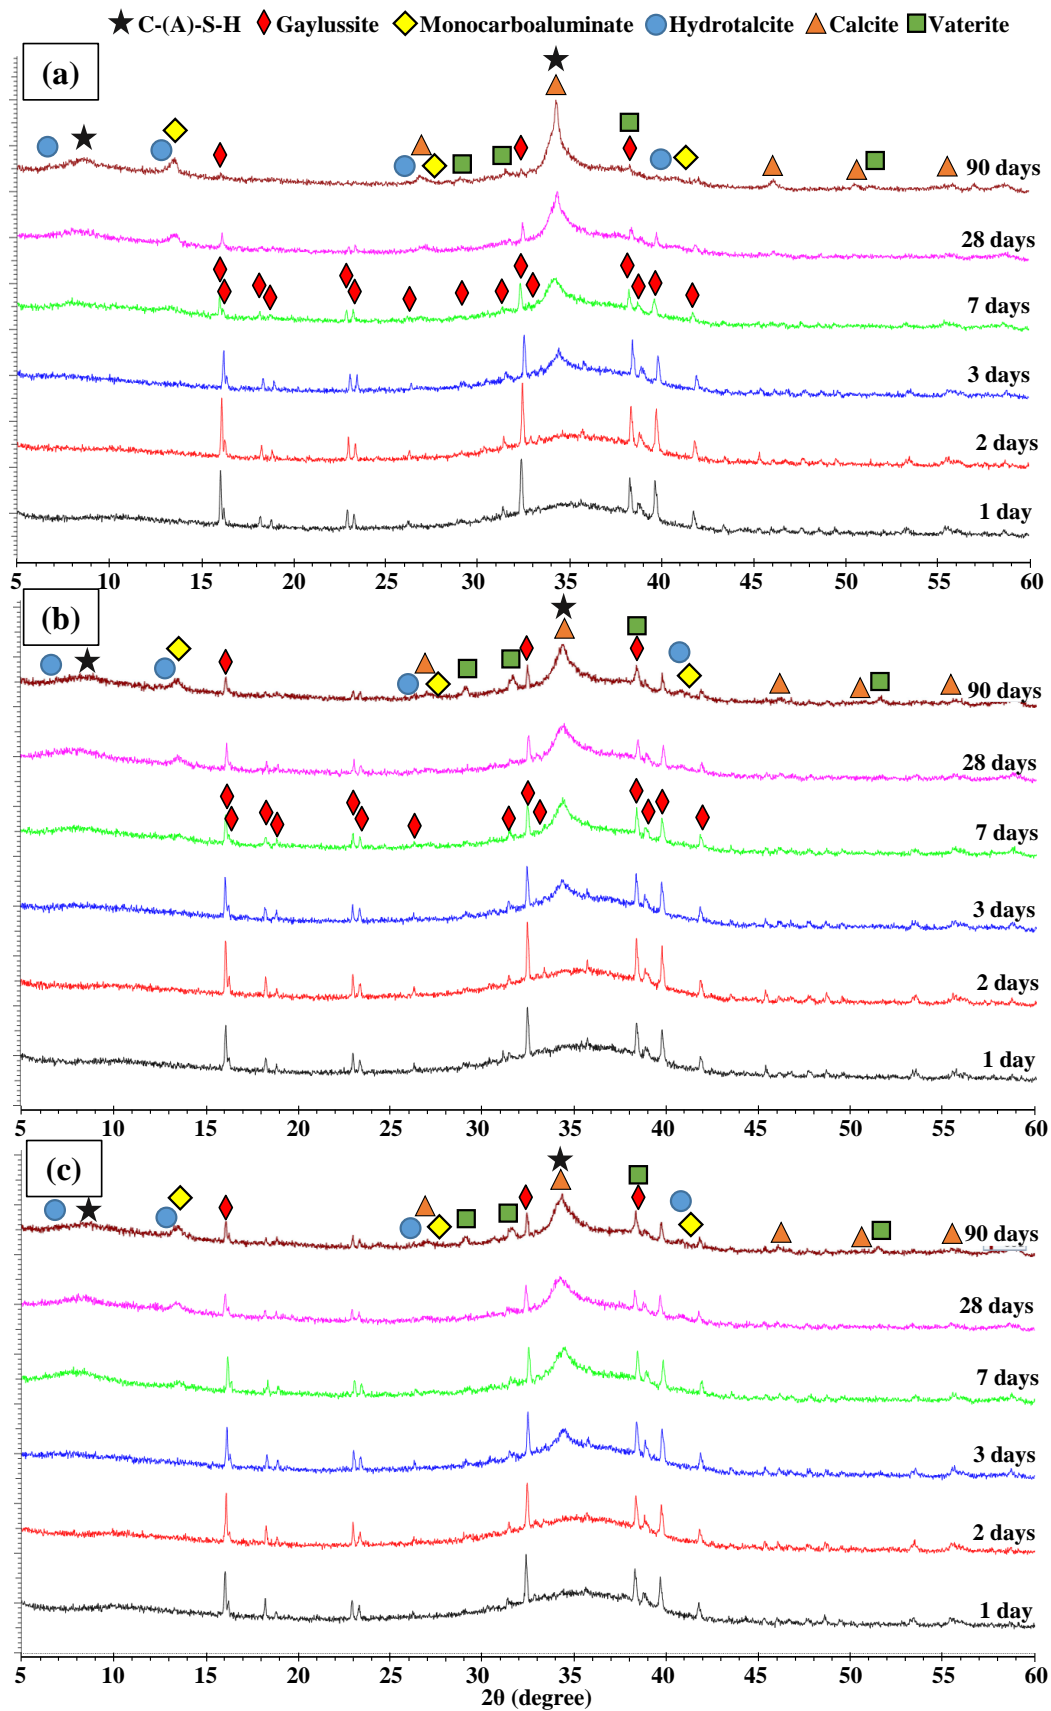 C-(A)-S-H Gaylussite Monocarboaluminate Hydrotalcite Calcite Vaterite
(a)
90 days
28 days
7 days
3 days
2 days
1 day
5 10 15 20 25 30 35 40 45 50 55 60
(b)
90 days
28 days
7 days
3 days
2 days
1 day
5 10 15 20 25 30 35 40 45 50 55 60
(c)
90 days
28 days
7 days
3 days
2 days
1 day
5 10 15 20 25 30 35 40 45 50 55 60
2θ (degree)